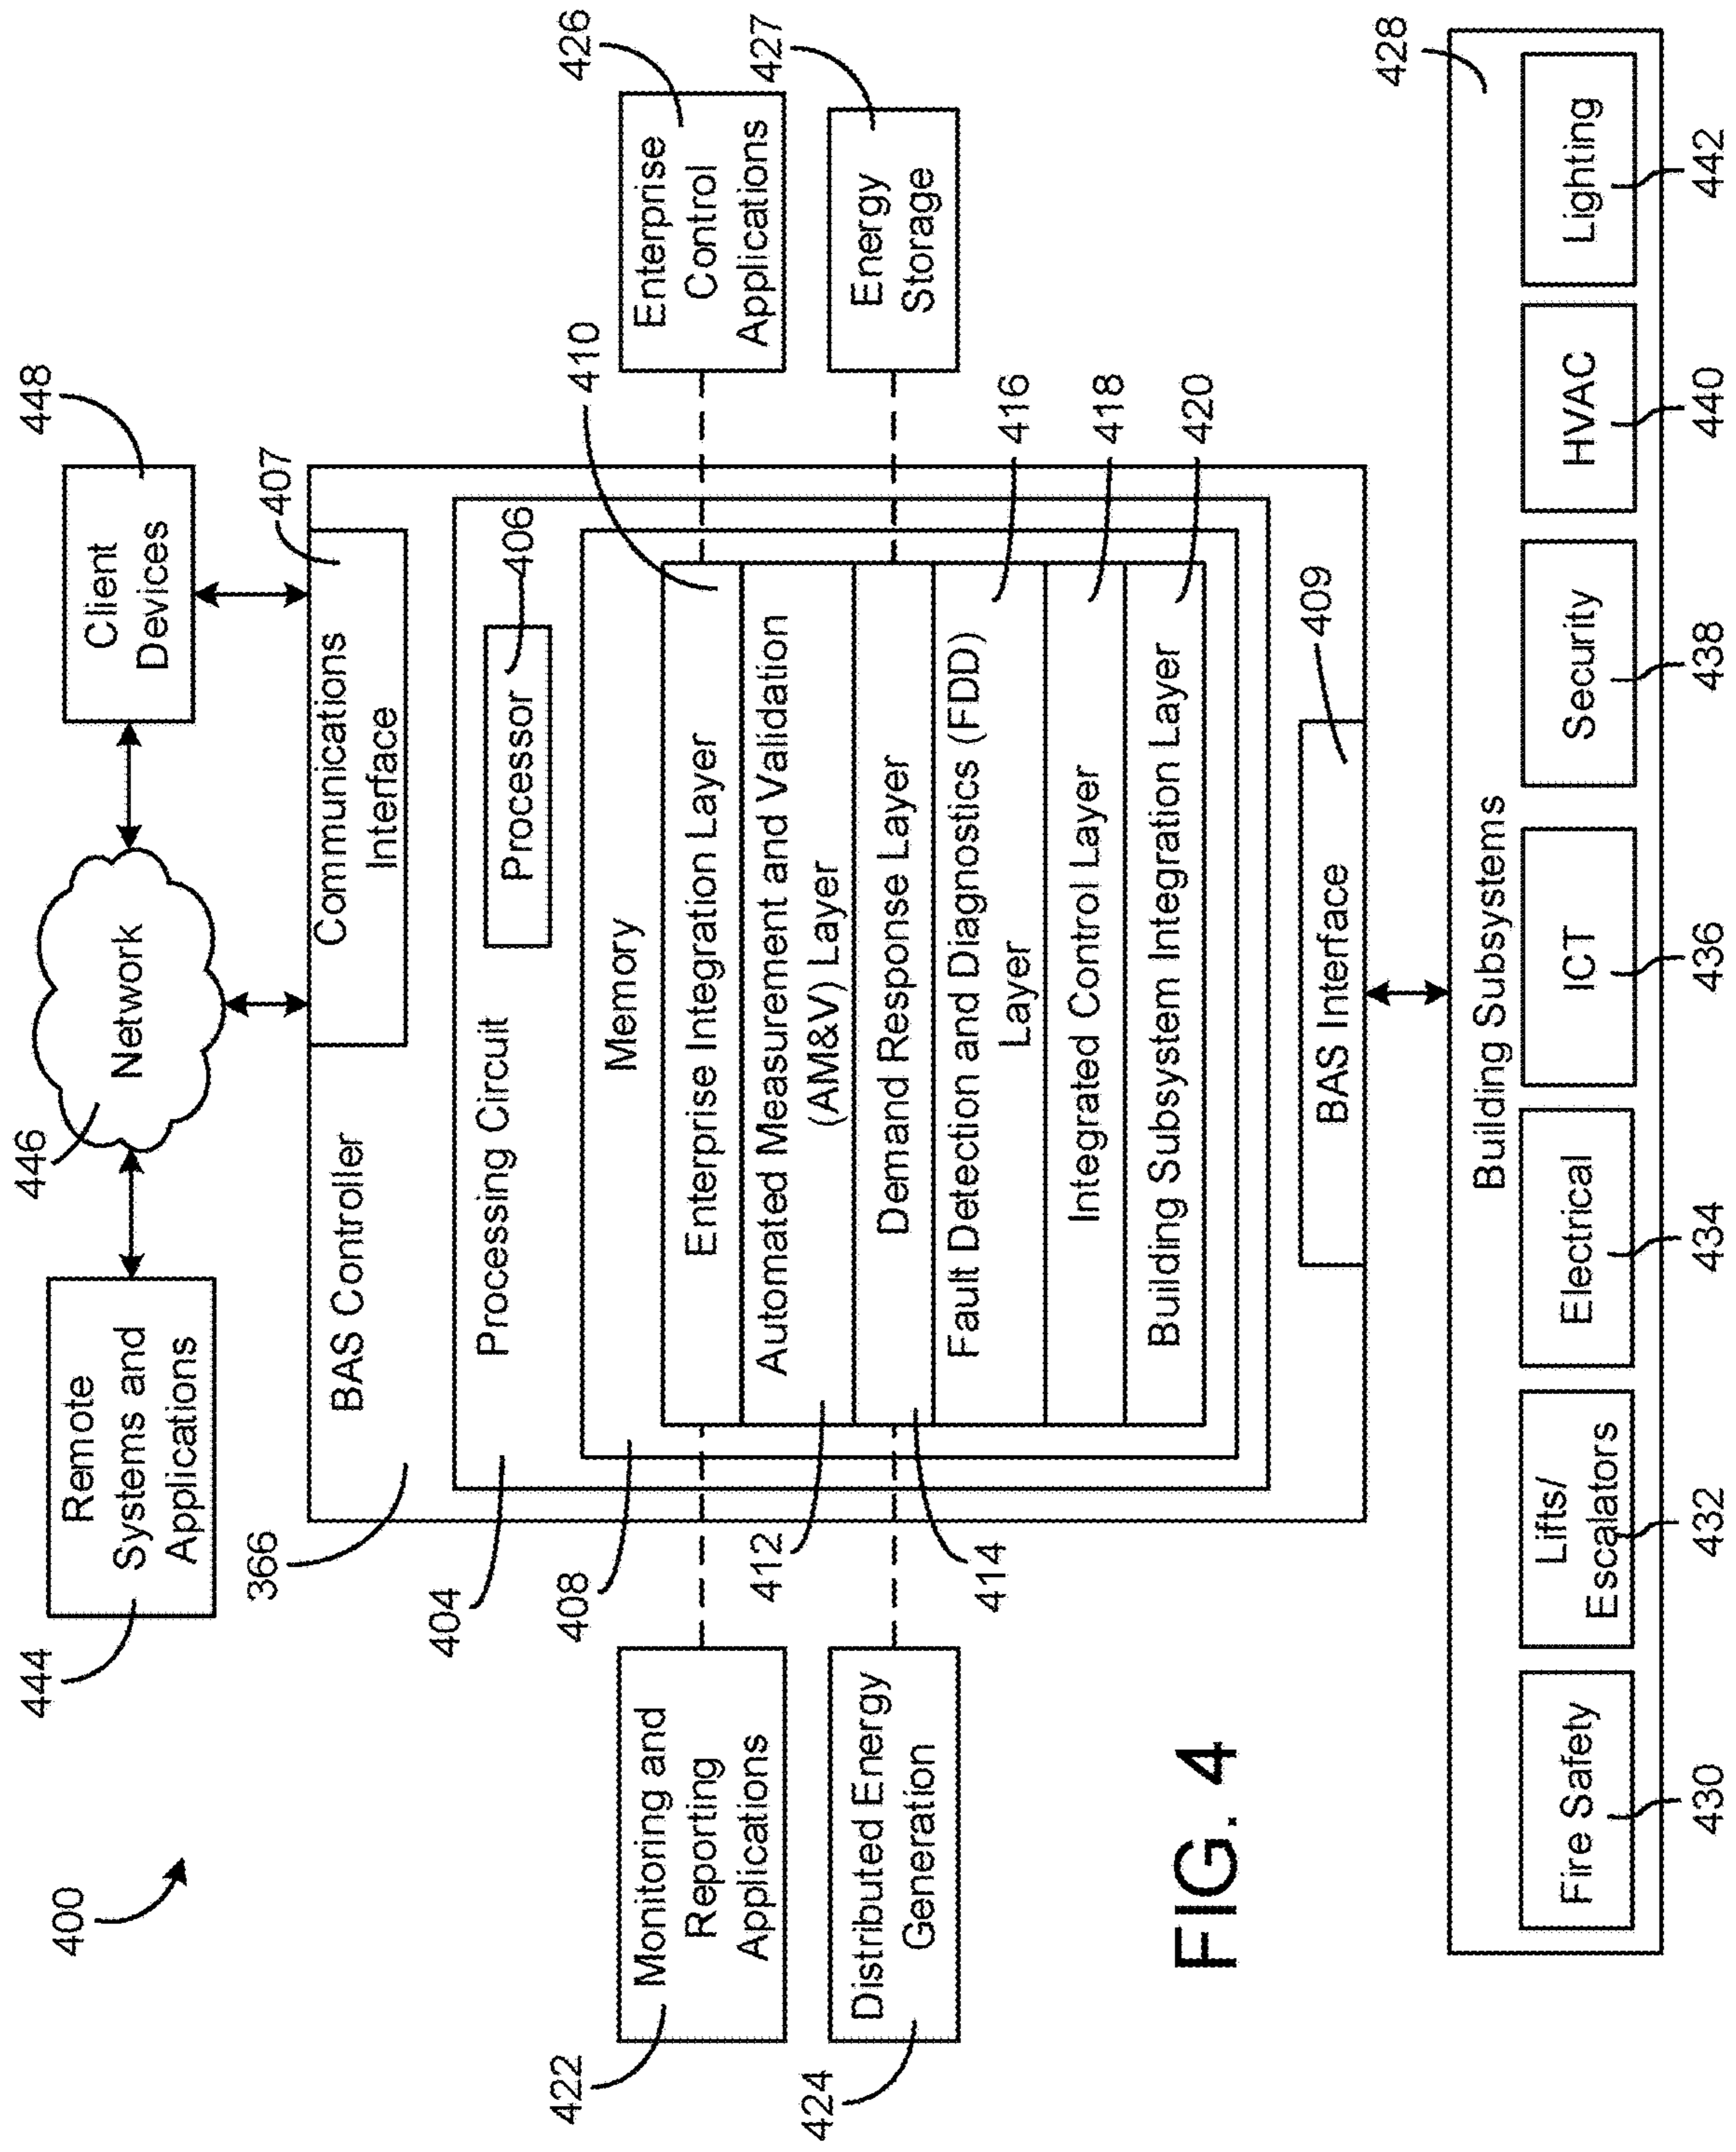 400
444
Remote
Systems and
Applications
446
Network
448
Client
Devices
366
BAS Controller
407
Communications
Interface
404
Processing Circuit
Processor
406
408
Memory
410
Enterprise Integration Layer
412
Automated Measurement and Validation
(AM&V) Layer
414
Demand Response Layer
416
Fault Detection and Diagnostics (FDD)
Layer
418
Integrated Control Layer
420
Building Subsystem Integration Layer
422
Monitoring and
Reporting
Applications
424
Distributed Energy
Generation
426
Enterprise
Control
Applications
427
Energy
Storage
409
BAS Interface
FIG. 4
428
Building Subsystems
Fire Safety
Lifts/
Escalators
Electrical
ICT
Security
HVAC
Lighting
430
432
434
436
438
440
442